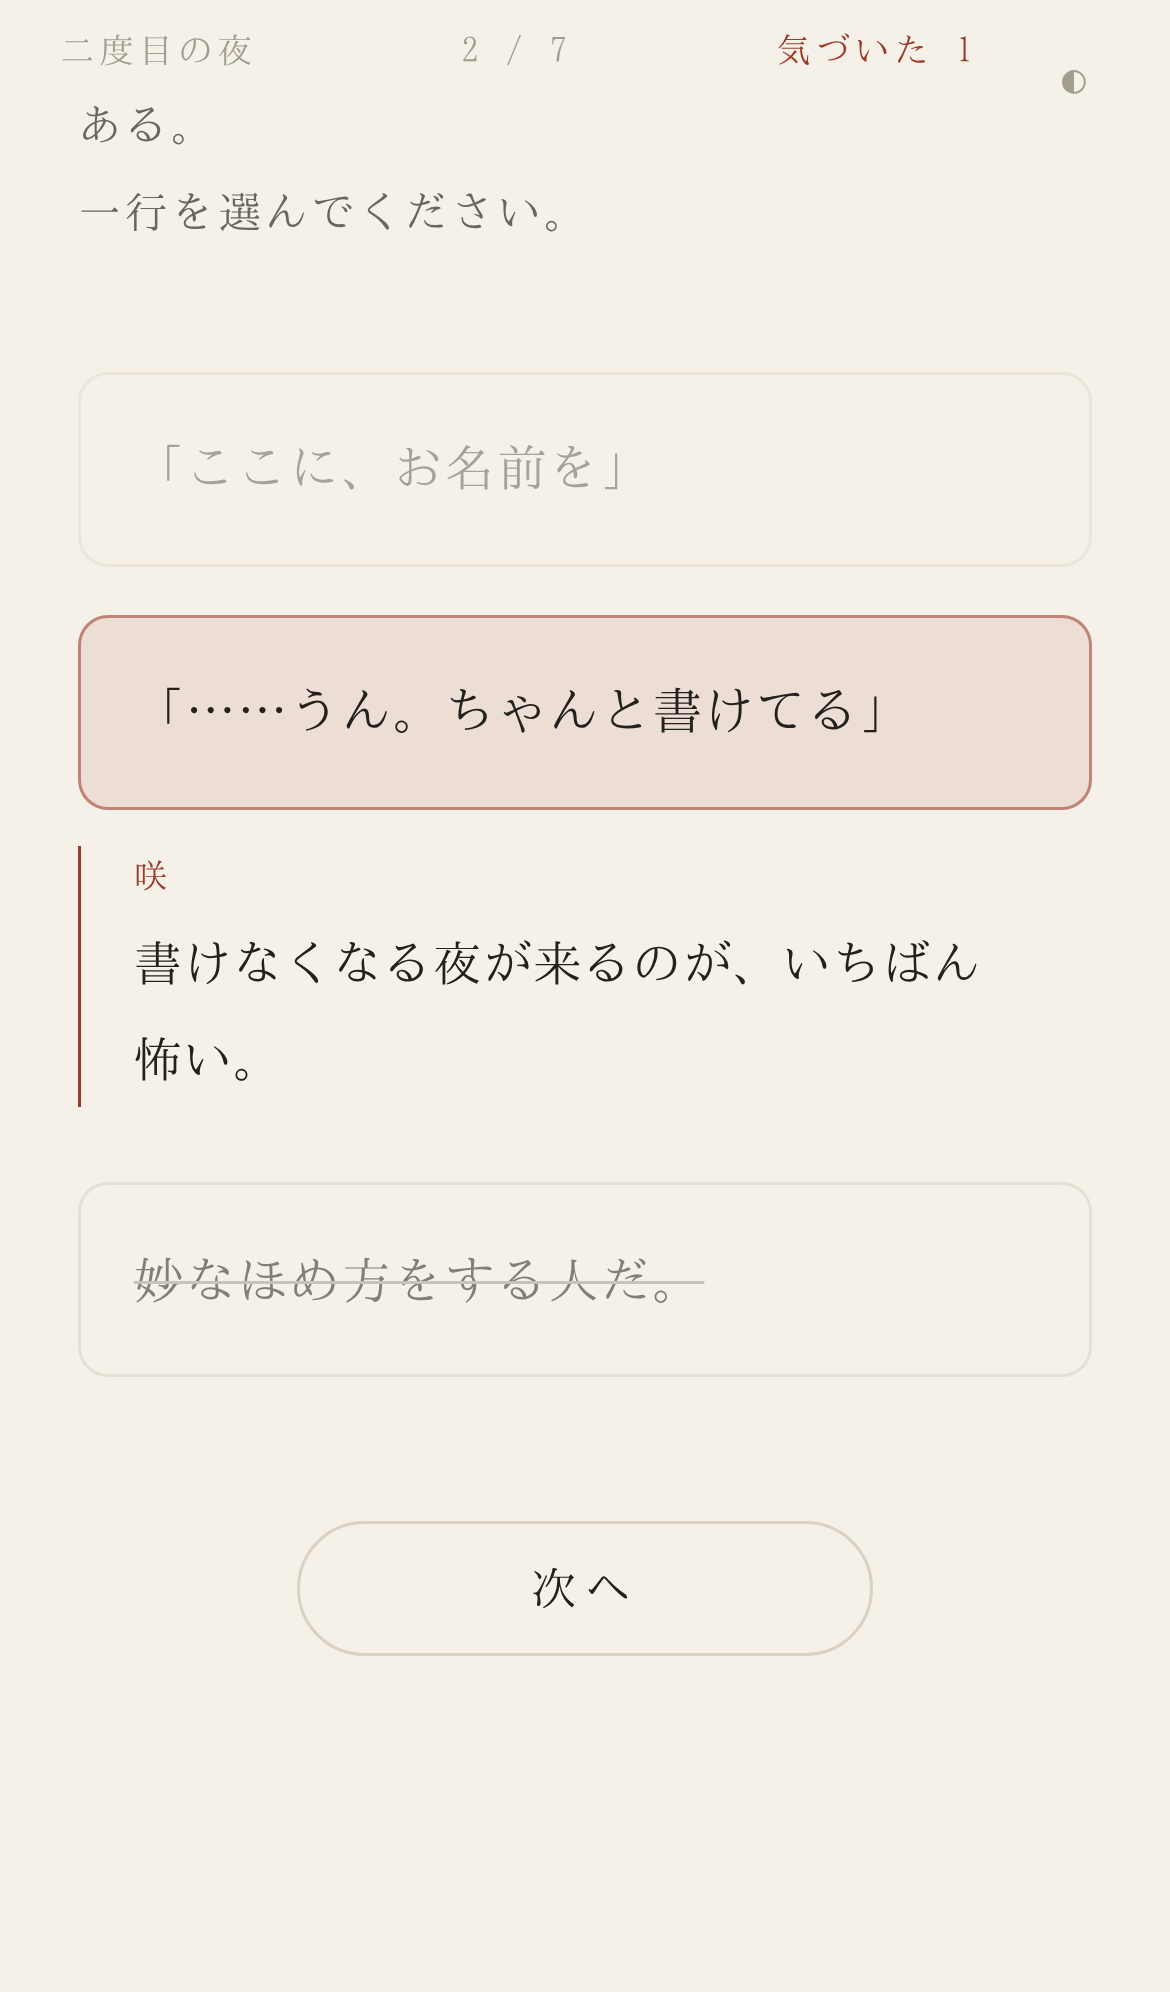 二度目の夜 2 / 7 気づいた 1
ある。
一行を選んでください。
「ここに、お名前を」
「……うん。ちゃんと書けてる」
咲
書けなくなる夜が来るのが、いちばん
怖い。
妙なほめ方をする人だ。
次へ